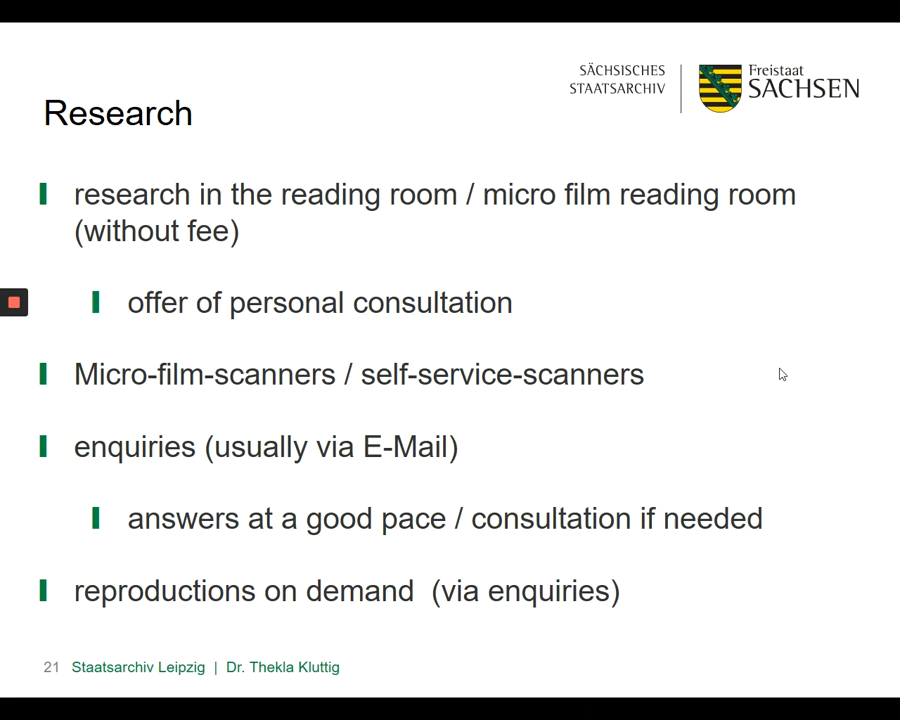 SÄCHSISCHES
STAATSARCHIV
Freistaat
SACHSEN
Research
research in the reading room / micro film reading room
(without fee)
offer of personal consultation
Micro-film-scanners / self-service-scanners
enquiries (usually via E-Mail)
answers at a good pace / consultation if needed
reproductions on demand  (via enquiries)
21 Staatsarchiv Leipzig | Dr. Thekla Kluttig